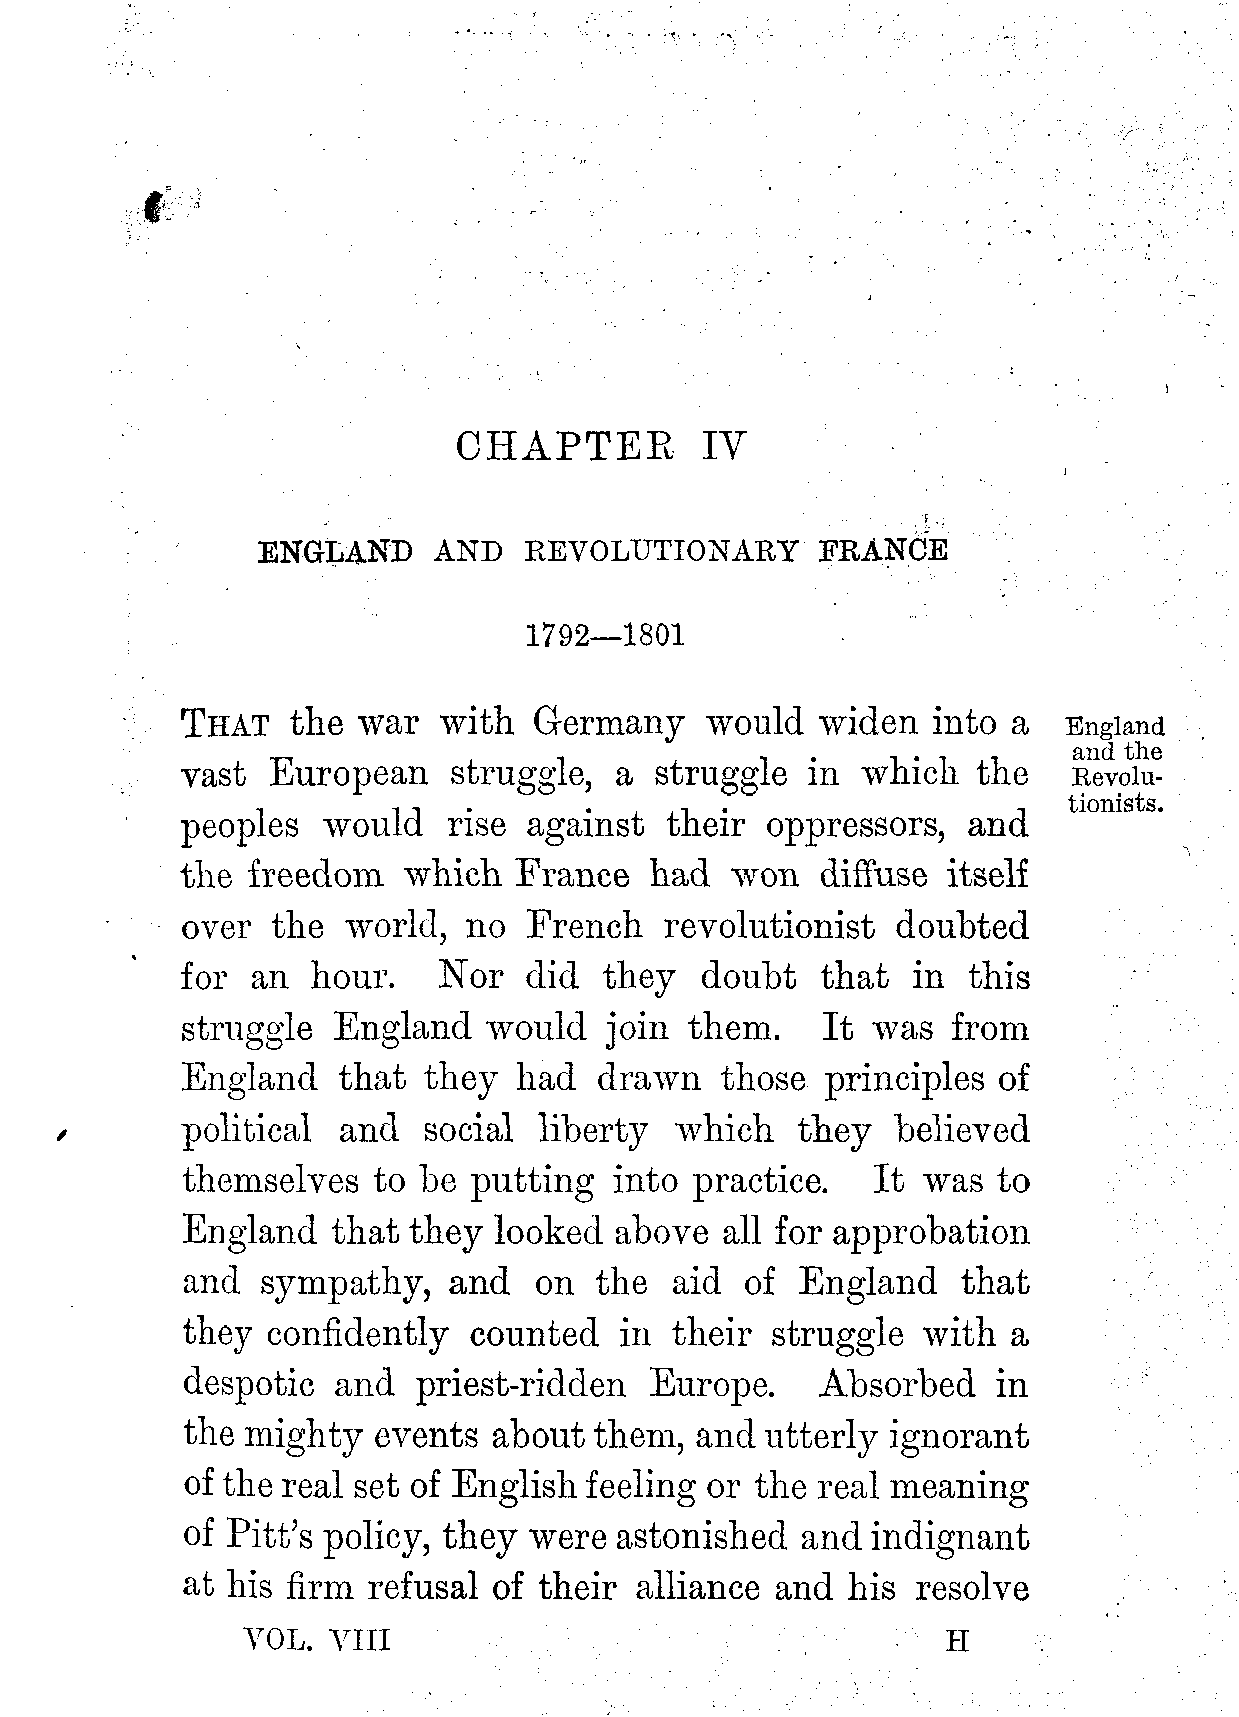 CHAPTER IV
ENGLAND AND REVOLUTIONARY FRANCE
1792—1801
THAT the war with Germany would widen into a
vast European struggle, a struggle in which the
peoples would rise against their oppressors, and
the freedom which France had won diffuse itself
over the world, no French revolutionist doubted
for an hour. Nor did they doubt that in this
struggle England would join them. It was from
England that they had drawn those principles of
political and social liberty which they believed
themselves to be putting into practice. It was to
England that they looked above all for approbation
and sympathy, and on the aid of England that
they confidently counted in their struggle with a
despotic and priest-ridden Europe. Absorbed in
the mighty events about them, and utterly ignorant
of the real set of English feeling or the real meaning
of Pitt's policy, they were astonished and indignant
at his firm refusal of their alliance and his resolve
England
and the
Revolu-
tionists.
VOL. VIII H